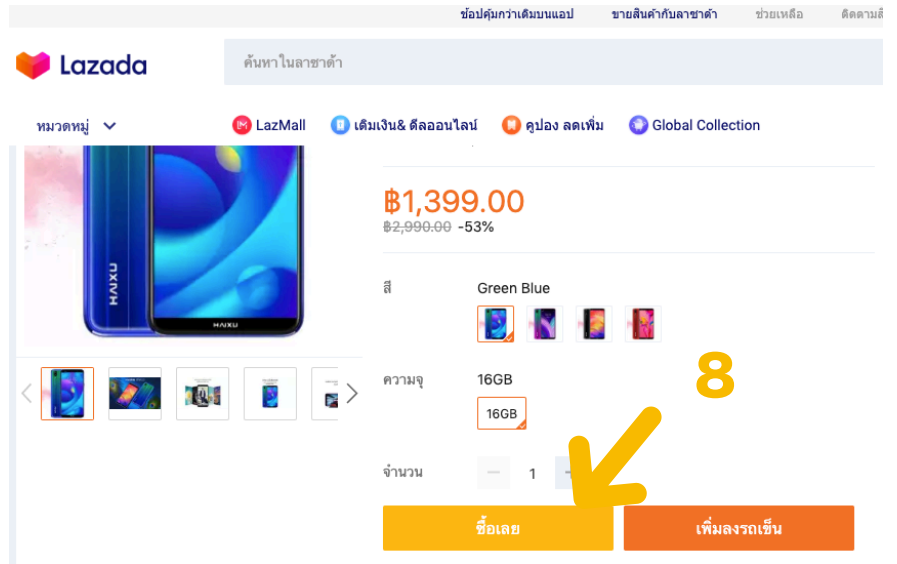 ช้อปคุ้มกว่าเดิมบนแอป ขายสินค้ากับลาซาด้า ช่วยเหลือ
Lazada ค้นหาในลาซาด้า
หมวดหมู่ LazMall เติมเงิน& ดีลออนไลน์ คูปอง ลดเพิ่ม Global Collection
฿1,399.00
฿2,990.00 -53%
สี Green Blue
HAIXU
HAIXU
ความจุ 16GB
8
16GB
จำนวน 1
ซื้อเลย เพิ่มลงรถเข็น